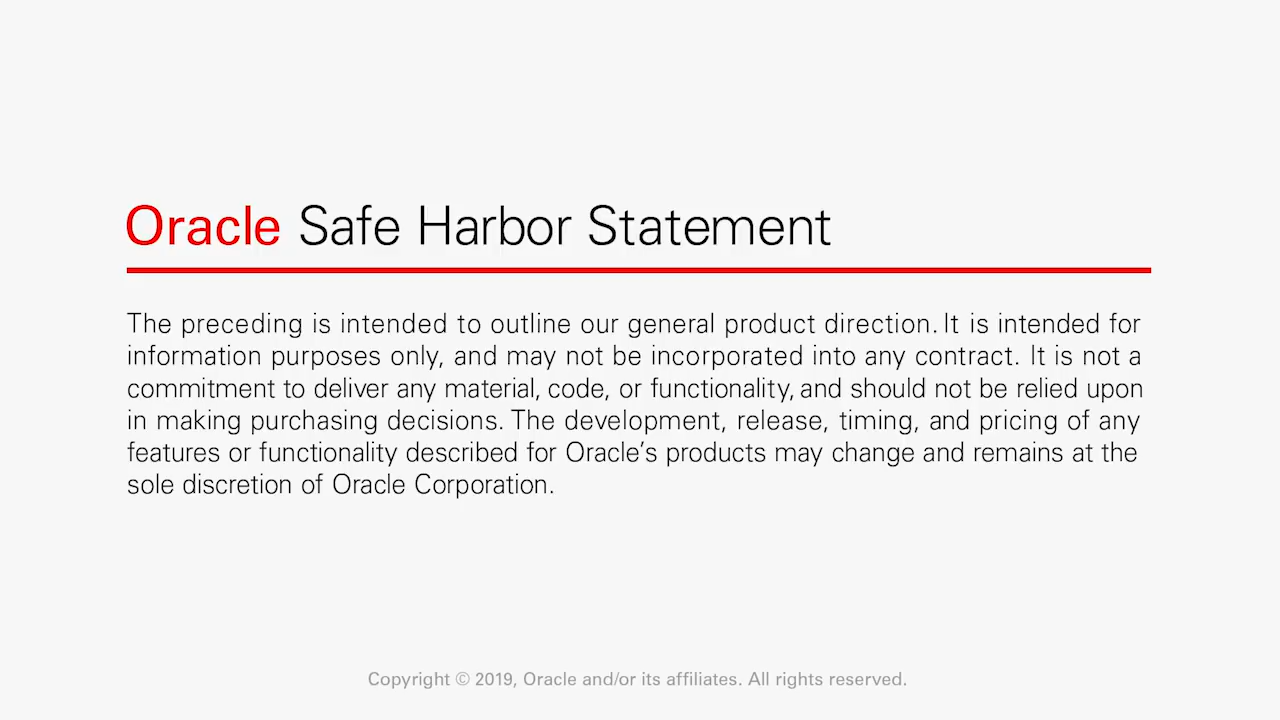 Oracle Safe Harbor Statement
The preceding is intended to outline our general product direction. It is intended for
information purposes only, and may not be incorporated into any contract. It is not a
commitment to deliver any material, code, or functionality, and should not be relied upon
in making purchasing decisions. The development, release, timing, and pricing of any
features or functionality described for Oracle’s products may change and remains at the
sole discretion of Oracle Corporation.
Copyright © 2019, Oracle and/or its affiliates. All rights reserved.